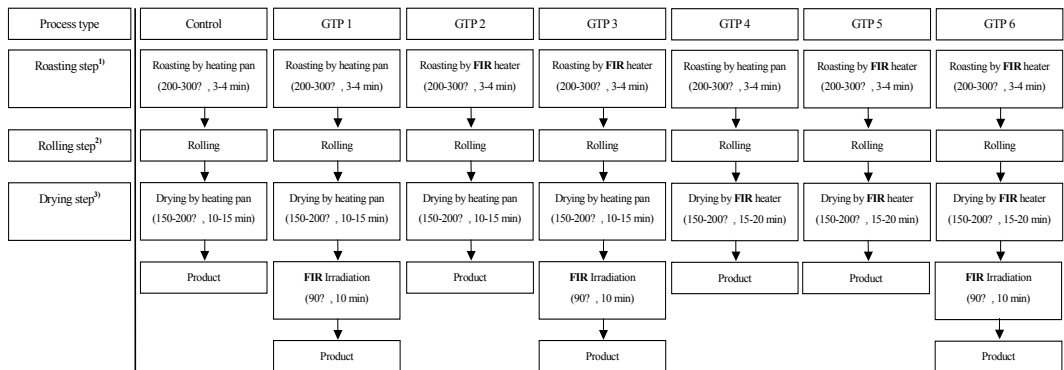 Process type Control GTP 1 GTP 2 GTP 3 GTP 4 GTP 5 GTP 6
Roasting step1) Roasting by heating pan Roasting by heating pan Roasting by FIR heater Roasting by FIR heater Roasting by heating pan Roasting by FIR heater Roasting by FIR heater
(200-300? , 3-4 min) (200-300? , 3-4 min) (200-300? , 3-4 min) (200-300? , 3-4 min) (200-300? , 3-4 min) (200-300? , 3-4 min) (200-300? , 3-4 min)
Rolling step2) Rolling Rolling Rolling Rolling Rolling Rolling Rolling
Drying step3) Drying by heating pan Drying by heating pan Drying by heating pan Drying by heating pan Drying by FIR heater Drying by FIR heater Drying by FIR heater
(150-200? , 10-15 min) (150-200? , 10-15 min) (150-200? , 10-15 min) (150-200? , 10-15 min) (150-200? , 15-20 min) (150-200? , 15-20 min) (150-200? , 15-20 min)
Product FIR Irradiation Product FIR Irradiation Product Product FIR Irradiation
(90? , 10 min) (90? , 10 min) (90? , 10 min)
Product Product Product